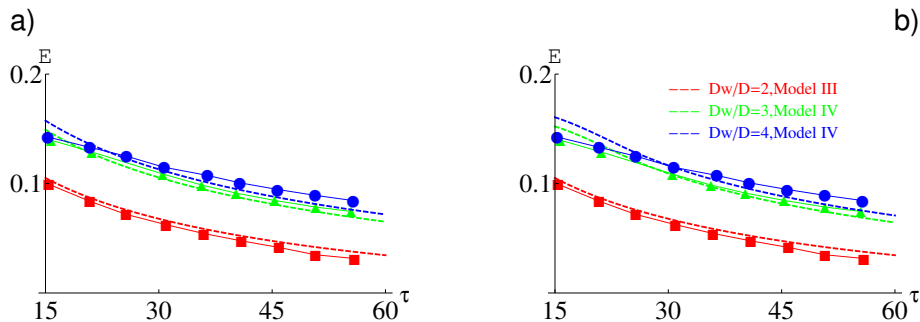 a)
E
0.2
0.1
15 30 45 60 τ
b)
E
0.2
0.1
Dw/D=2,Model III
Dw/D=3,Model IV
Dw/D=4,Model IV
15 30 45 60 τ